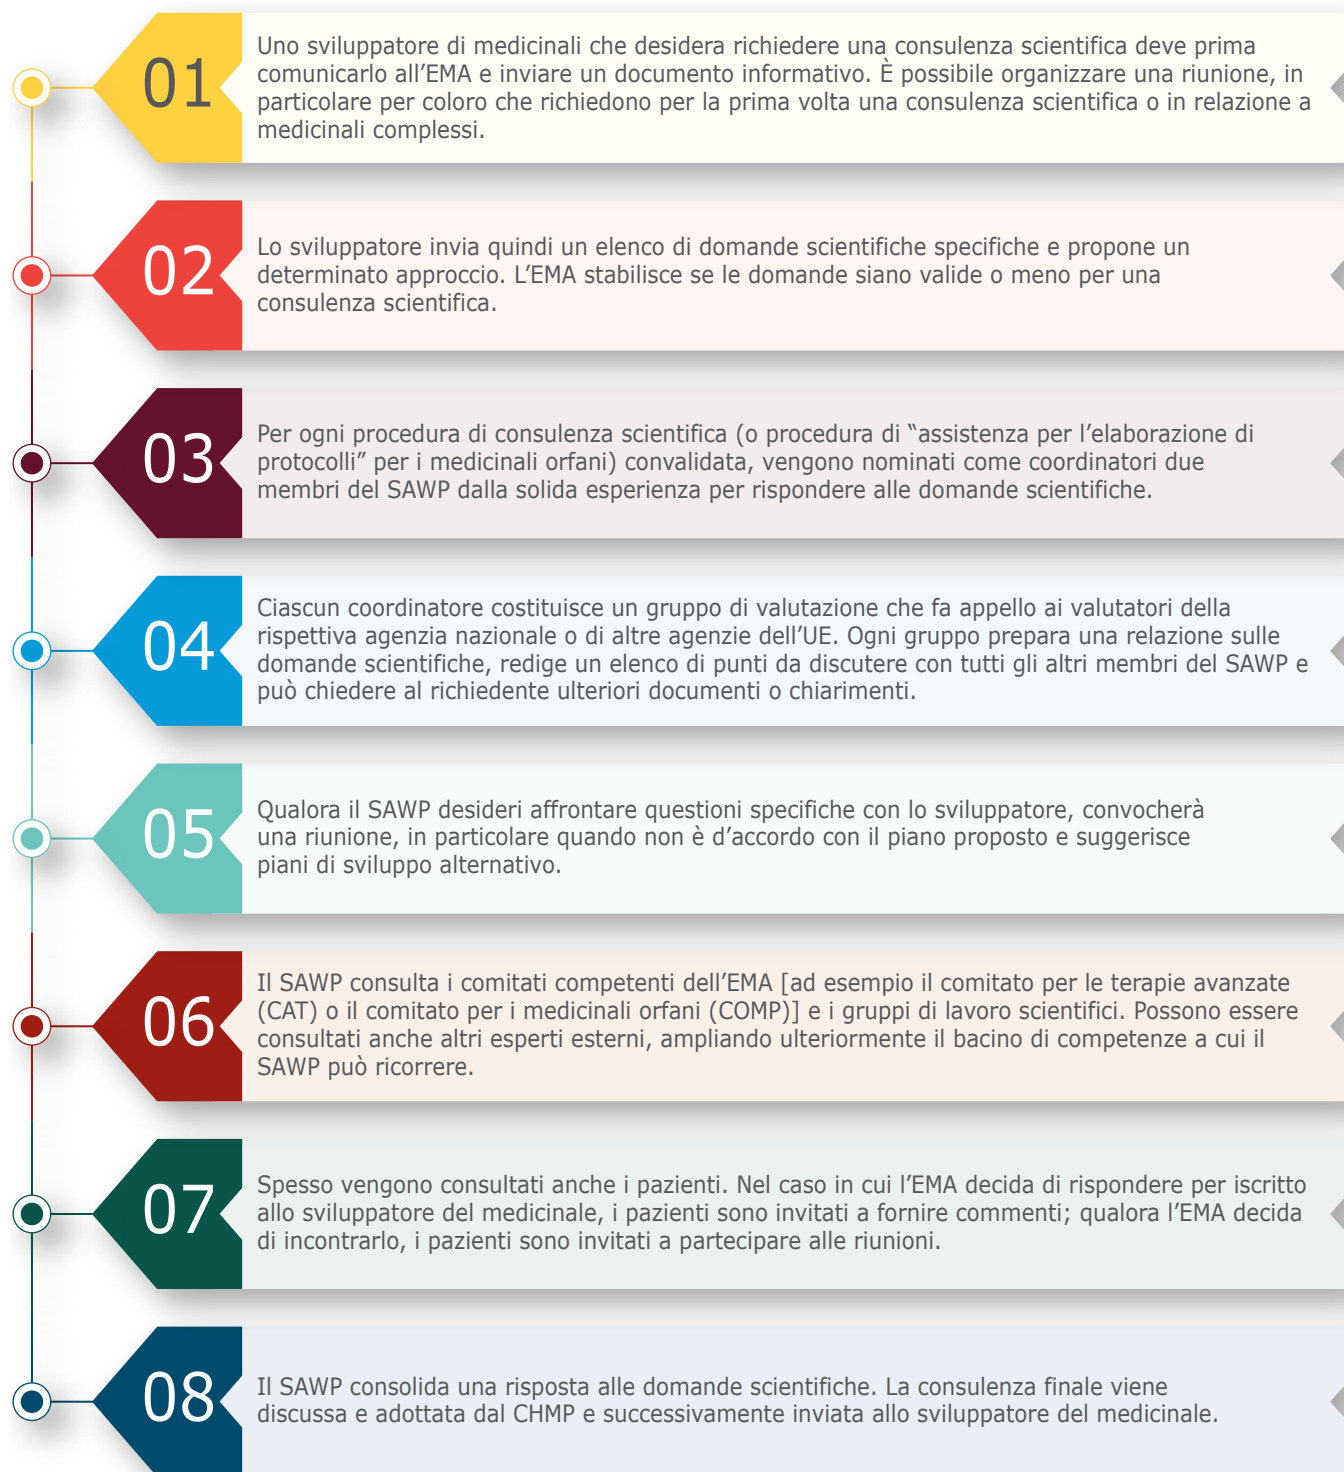 01
Uno sviluppatore di medicinali che desidera richiedere una consulenza scientifica deve prima
comunicarlo all’EMA e inviare un documento informativo. È possibile organizzare una riunione, in
particolare per coloro che richiedono per la prima volta una consulenza scientifica o in relazione a
medicinali complessi.
02
Lo sviluppatore invia quindi un elenco di domande scientifiche specifiche e propone un
determinato approccio. L’EMA stabilisce se le domande siano valide o meno per una
consulenza scientifica.
03
Per ogni procedura di consulenza scientifica (o procedura di “assistenza per l’elaborazione di
protocolli” per i medicinali orfani) convalidata, vengono nominati come coordinatori due
membri del SAWP dalla solida esperienza per rispondere alle domande scientifiche.
04
Ciascun coordinatore costituisce un gruppo di valutazione che fa appello ai valutatori della
rispettiva agenzia nazionale o di altre agenzie dell’UE. Ogni gruppo prepara una relazione sulle
domande scientifiche, redige un elenco di punti da discutere con tutti gli altri membri del SAWP e
può chiedere al richiedente ulteriori documenti o chiarimenti.
05
Qualora il SAWP desideri affrontare questioni specifiche con lo sviluppatore, convocherà
una riunione, in particolare quando non è d’accordo con il piano proposto e suggerisce
piani di sviluppo alternativo.
06
Il SAWP consulta i comitati competenti dell’EMA [ad esempio il comitato per le terapie avanzate
(CAT) o il comitato per i medicinali orfani (COMP)] e i gruppi di lavoro scientifici. Possono essere
consultati anche altri esperti esterni, ampliando ulteriormente il bacino di competenze a cui il
SAWP può ricorrere.
07
Spesso vengono consultati anche i pazienti. Nel caso in cui l’EMA decida di rispondere per iscritto
allo sviluppatore del medicinale, i pazienti sono invitati a fornire commenti; qualora l’EMA decida
di incontrarlo, i pazienti sono invitati a partecipare alle riunioni.
08
Il SAWP consolida una risposta alle domande scientifiche. La consulenza finale viene
discussa e adottata dal CHMP e successivamente inviata allo sviluppatore del medicinale.